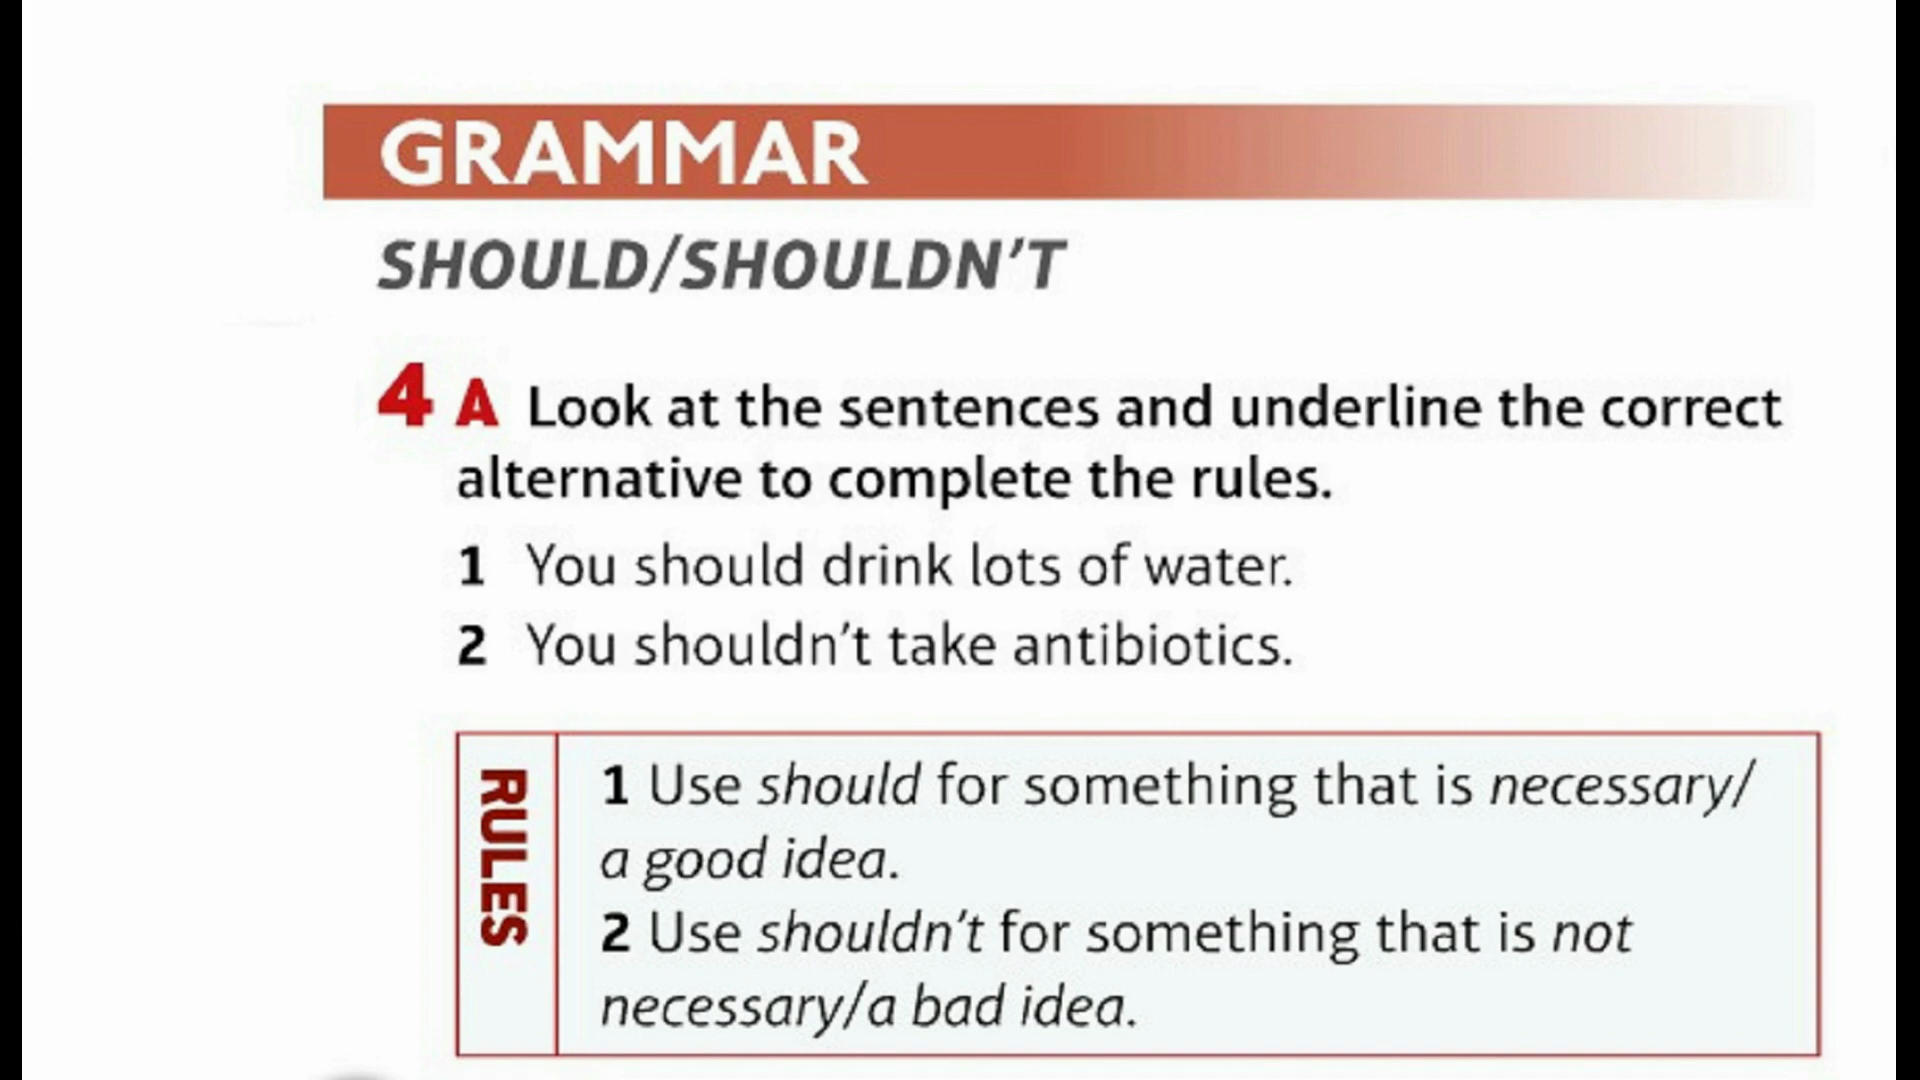 GRAMMAR
SHOULD/SHOULDN'T
4 A Look at the sentences and underline the correct
alternative to complete the rules.
1 You should drink lots of water.
2 You shouldn't take antibiotics.
RULES
1 Use should for something that is necessary/
a good idea.
2 Use shouldn't for something that is not
necessary/a bad idea.